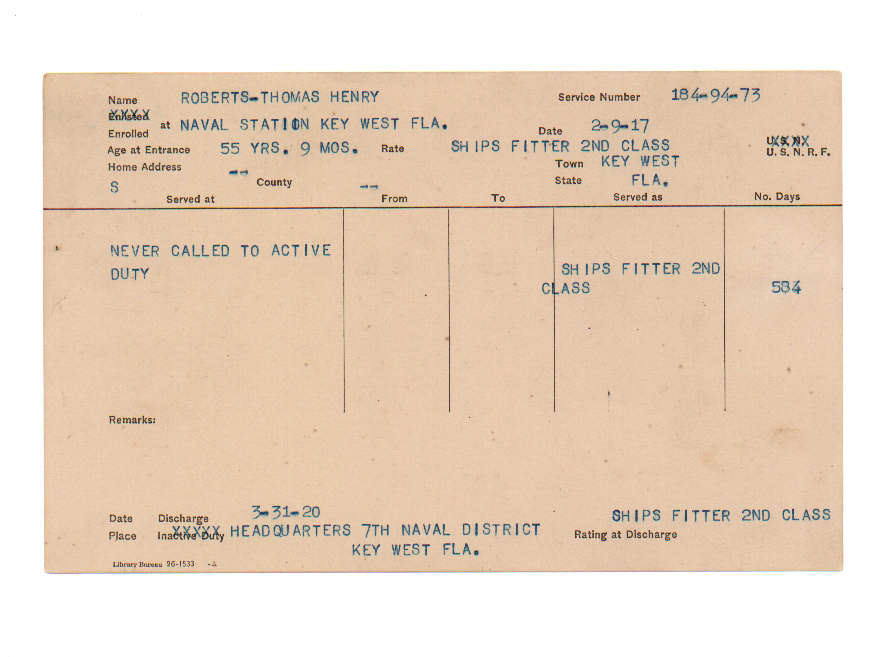 Name ROBERTS-THOMAS HENRY Service Number 184-94-73
Enlisted
Enrolled at NAVAL STATION KEY WEST FLA. Date 2-9-17
Age at Entrance 55 YRS. 9 MOS. Rate SHIPS FITTER 2ND CLASS U. S. N.
U. S. N. R. F.
Home Address -- Town KEY WEST
S County -- State FLA.
Served at From To Served as No. Days
NEVER CALLED TO ACTIVE
DUTY SHIPS FITTER 2ND
CLASS 584
Remarks:
Date Discharge 3-31-20 SHIPS FITTER 2ND CLASS
Place Inactive Duty HEADQUARTERS 7TH NAVAL DISTRICT Rating at Discharge
KEY WEST FLA.
Library Bureau 26-1533